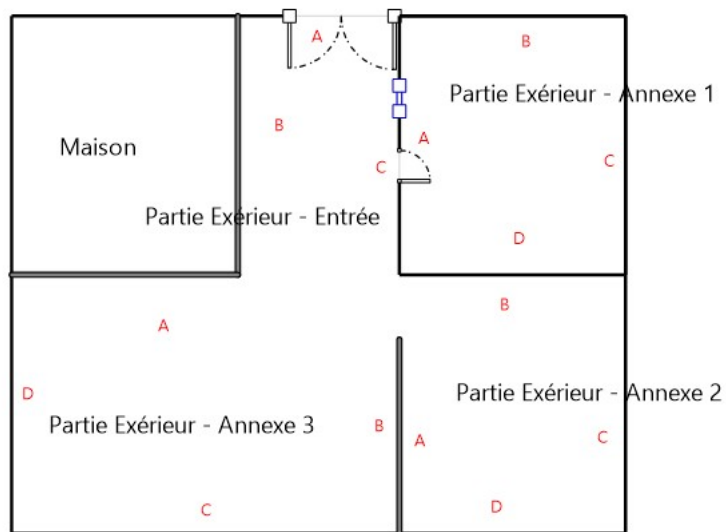 A
B
Partie Exérieur - Annexe 1
B
A
Maison
C
C
Partie Exérieur - Entrée
D
B
A
D
Partie Exérieur - Annexe 2
Partie Exérieur - Annexe 3
B
A
C
C
D